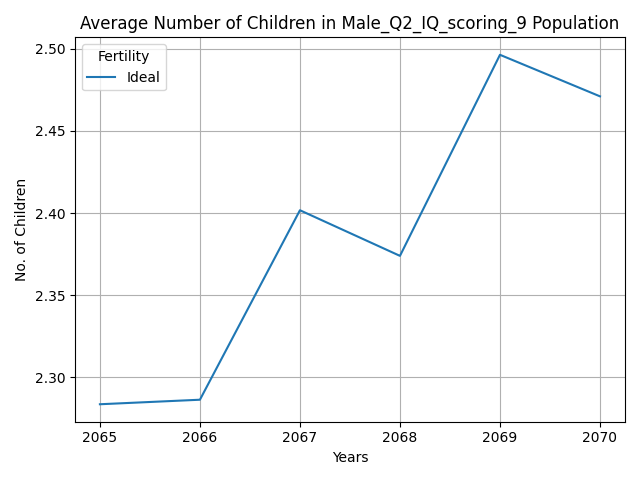 Average Number of Children in Male_Q2_IQ_scoring_9 Population
Fertility
Ideal
No. of Children
2.50
2.45
2.40
2.35
2.30
2065 2066 2067 2068 2069 2070
Years